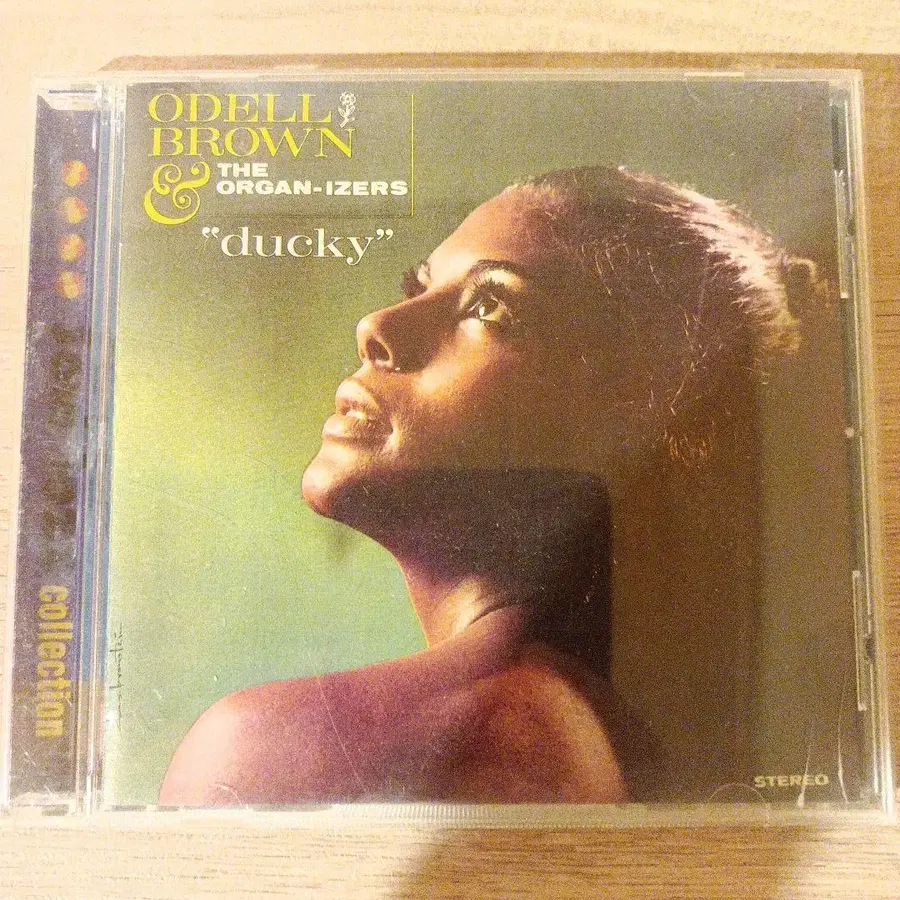 ODELL
BROWN
& THE
ORGAN-IZERS
“ducky”
STEREO
collection